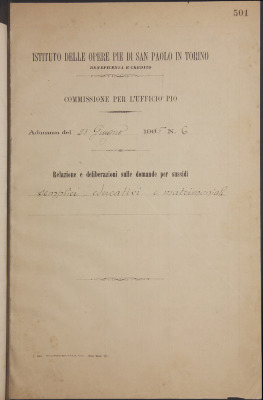 501
ISTITUTO DELLE OPERE PIE DI SAN PAOLO IN TORINO
BENEFICENZA E CREDITO
COMMISSIONE PER L'UFFICIO PIO
Adunanza del 23 Giugno 190 N. 6
Relazione e deliberazioni sulle domande per sussidi
semplici educativi e matrimoniali